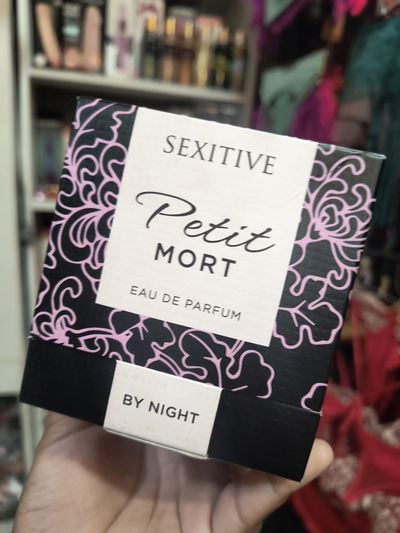 SEXITIVE
Petit
MORT
EAU DE PARFUM
BY NIGHT